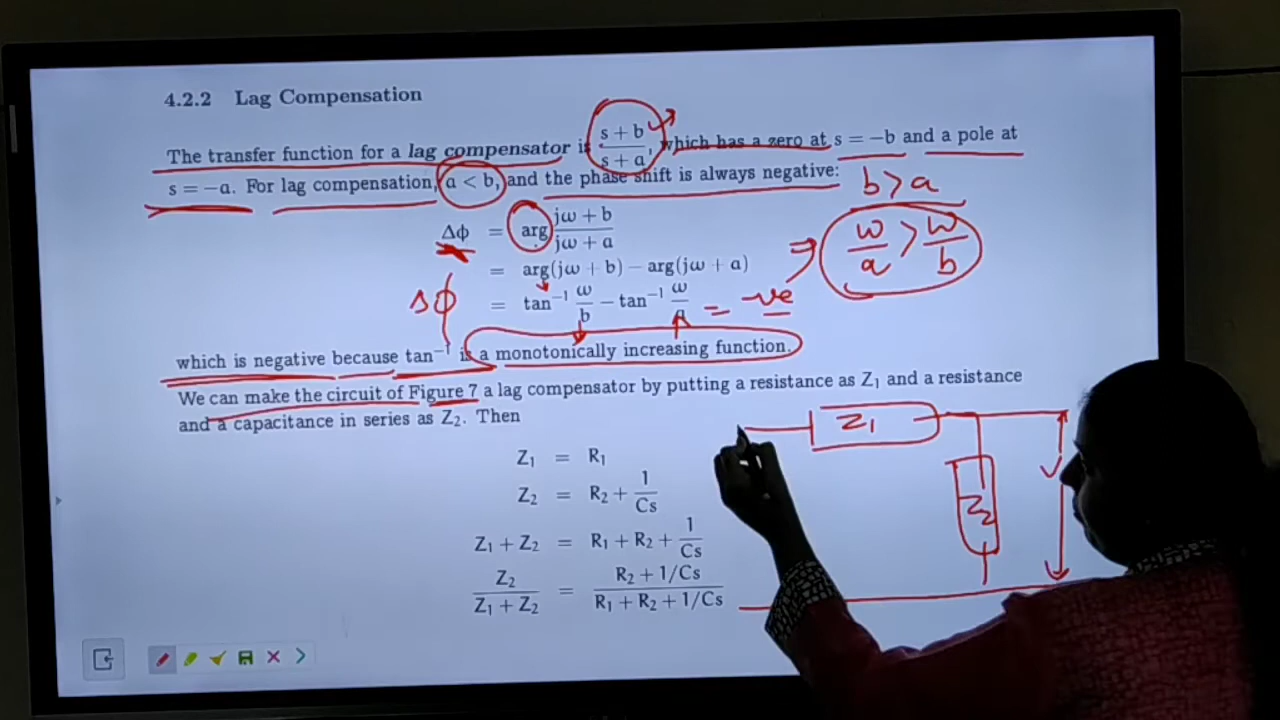 4.2.2 Lag Compensation
The transfer function for a lag compensator is (s + b)/(s + a), which has a zero at s = −b and a pole at
s = −a. For lag compensation, a < b, and the phase shift is always negative:
b > a
Δϕ = arg (jω + b)/(jω + a)
w/a > w/b
= arg(jω + b) − arg(jω + a)
= tan⁻¹ ω/b − tan⁻¹ ω/a = -ve
Δϕ
which is negative because tan⁻¹ is a monotonically increasing function.
We can make the circuit of Figure 7 a lag compensator by putting a resistance as Z₁ and a resistance
and a capacitance in series as Z₂. Then
Z₁
Z₁ = R₁
Z₂ = R₂ + 1/Cs
Z₂
Z₁ + Z₂ = R₁ + R₂ + 1/Cs
Z₂/(Z₁ + Z₂) = (R₂ + 1/Cs)/(R₁ + R₂ + 1/Cs)